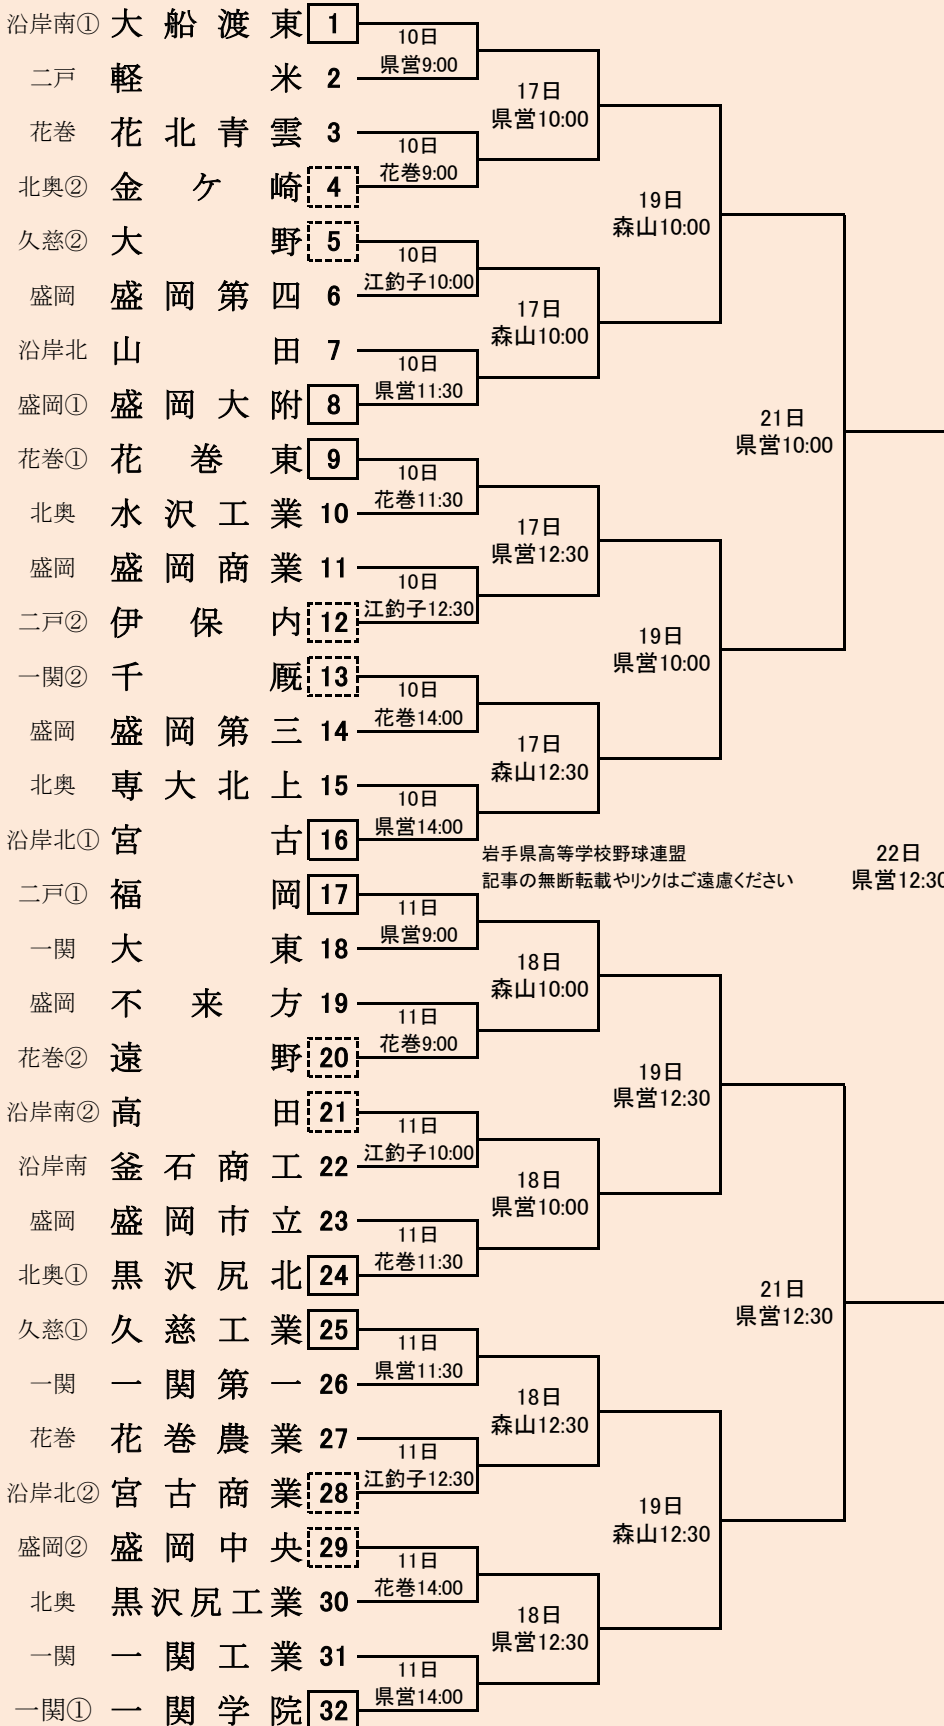 沿岸南① 大船渡東 1
10日
県営9:00
二戸 軽米 2
17日
県営10:00
花巻 花北青雲 3
10日
花巻9:00
北奥② 金ケ崎 4
19日
森山10:00
久慈② 大野 5
10日
江釣子10:00
盛岡 盛岡第四 6
17日
森山10:00
沿岸北 山田 7
10日
県営11:30
盛岡① 盛岡大附 8
21日
県営10:00
花巻① 花巻東 9
10日
花巻11:30
北奥 水沢工業 10
17日
県営12:30
盛岡 盛岡商業 11
10日
江釣子12:30
二戸② 伊保内 12
19日
県営10:00
一関② 千厩 13
10日
花巻14:00
盛岡 盛岡第三 14
17日
森山12:30
北奥 専大北上 15
10日
県営14:00
沿岸北① 宮古 16
岩手県高等学校野球連盟
記事の無断転載やリンクはご遠慮ください
22日
県営12:30
二戸① 福岡 17
11日
県営9:00
一関 大東 18
18日
森山10:00
盛岡 不来方 19
11日
花巻9:00
花巻② 遠野 20
19日
県営12:30
沿岸南② 高田 21
11日
江釣子10:00
沿岸南 釜石商工 22
18日
県営10:00
盛岡 盛岡市立 23
11日
花巻11:30
北奥① 黒沢尻北 24
21日
県営12:30
久慈① 久慈工業 25
11日
県営11:30
一関 一関第一 26
18日
森山12:30
花巻 花巻農業 27
11日
江釣子12:30
沿岸北② 宮古商業 28
19日
森山12:30
盛岡② 盛岡中央 29
11日
花巻14:00
北奥 黒沢尻工業 30
18日
県営12:30
一関 一関工業 31
11日
県営14:00
一関① 一関学院 32